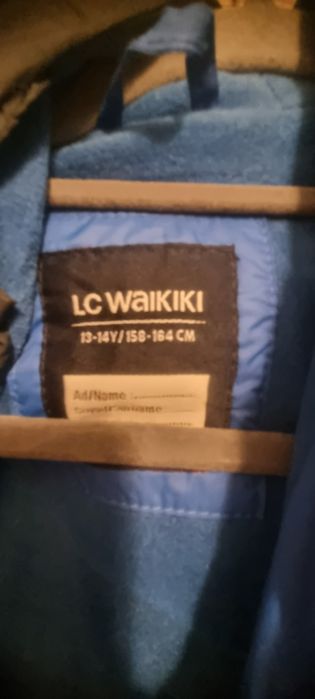 LC WAIKIKI
13-14Y/158-164 CM
Ad/Name :